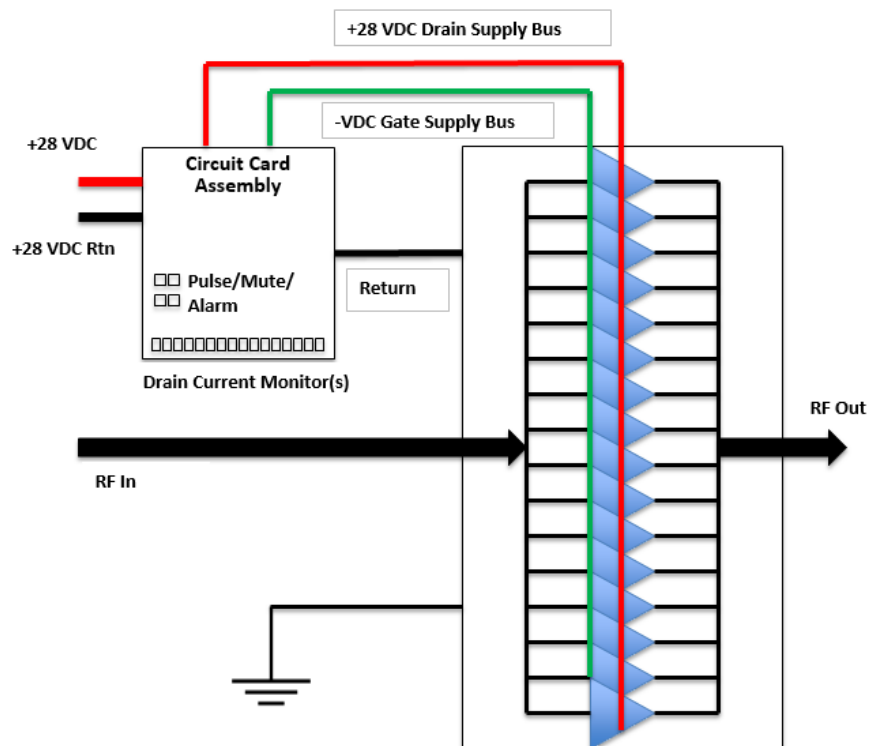 +28 VDC Drain Supply Bus
-VDC Gate Supply Bus
+28 VDC
Circuit Card
Assembly
+28 VDC Rtn
Pulse/Mute/
Alarm
Return
Drain Current Monitor(s)
RF Out
RF In